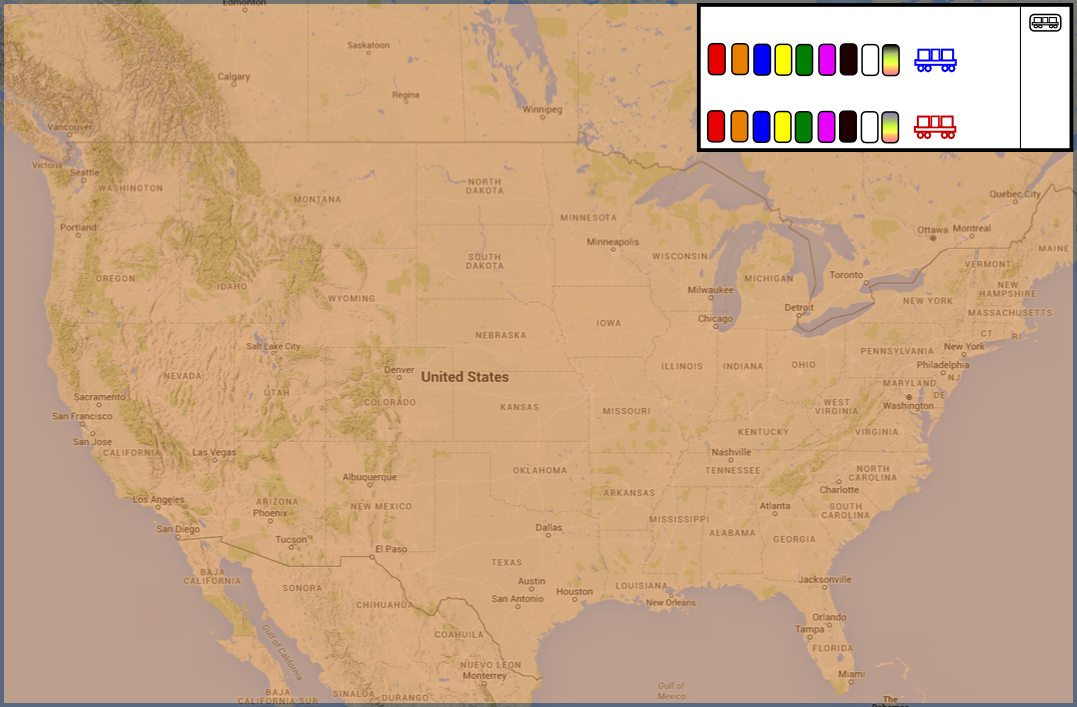 Edmonton
Saskatoon
Calgary
Regina
Winnipeg
Vancouver
Victoria
Seattle
WASHINGTON
NORTH
DAKOTA
MONTANA
Québec City
MINNESOTA
Portland
Ottawa
Montreal
Minneapolis
MAINE
WISCONSIN
SOUTH
DAKOTA
VERMONT
OREGON
IDAHO
MICHIGAN
Toronto
NEW
HAMPSHIRE
Milwaukee
WYOMING
NEW YORK
Detroit
MASSACHUSETTS
Chicago
IOWA
NEBRASKA
CT
RI
Salt Lake City
New York
PENNSYLVANIA
ILLINOIS
INDIANA
OHIO
Philadelphia
Denver
United States
NEVADA
NJ
MARYLAND
UTAH
DE
Sacramento
COLORADO
KANSAS
MISSOURI
WEST
VIRGINIA
Washington
San Francisco
San Jose
KENTUCKY
VIRGINIA
CALIFORNIA
Las Vegas
Nashville
TENNESSEE
OKLAHOMA
Albuquerque
NORTH
CAROLINA
Charlotte
ARKANSAS
Los Angeles
ARIZONA
NEW MEXICO
Phoenix
Atlanta
SOUTH
CAROLINA
MISSISSIPPI
San Diego
Dallas
ALABAMA
GEORGIA
Tucson
El Paso
TEXAS
BAJA
CALIFORNIA
SONORA
Austin
Jacksonville
LOUISIANA
Houston
San Antonio
New Orleans
CHIHUAHUA
Orlando
Tampa
COAHUILA
Gulf of California
FLORIDA
NUEVO LEON
Monterrey
Miami
Gulf of
Mexico
BAJA
CALIFORNIA SUR
SINALOA
DURANGO
The
Bahamas